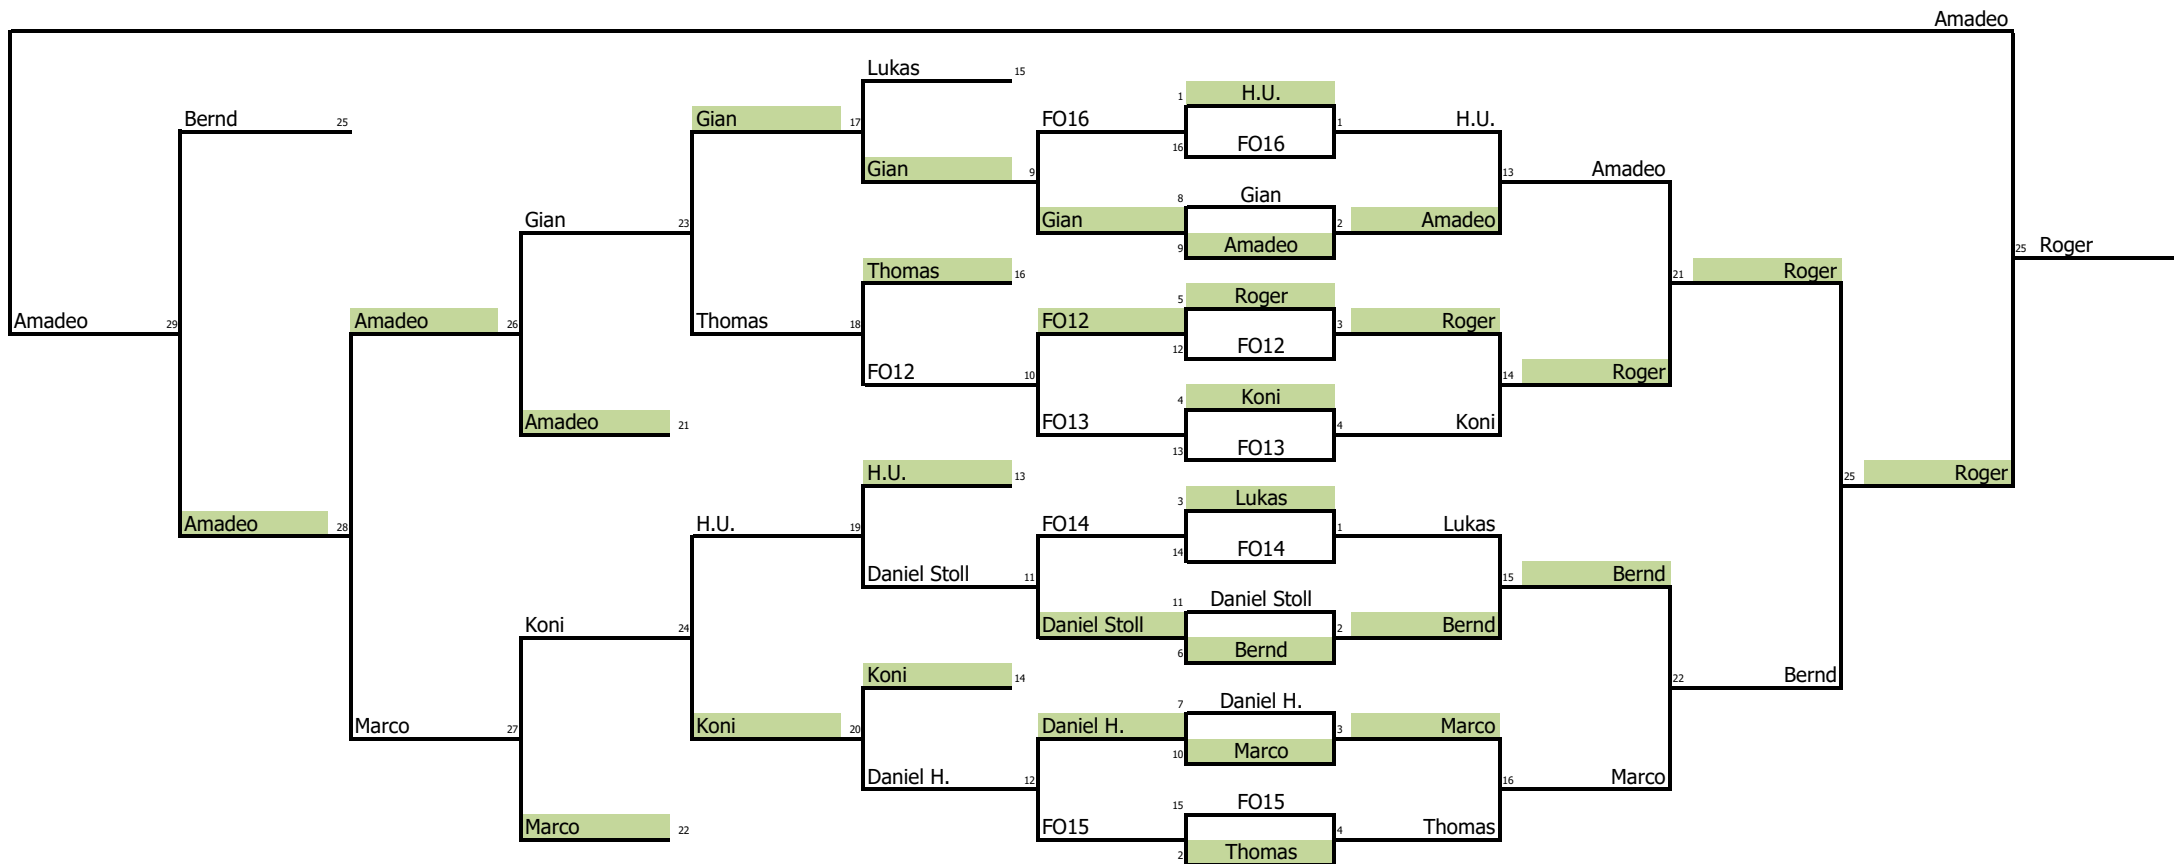 Amadeo
Lukas 15
1 H.U.
Bernd 25 Gian 17 FO16 1 H.U.
16 FO16
Gian 9 13 Amadeo
8 Gian
Gian 23 Gian 2 Amadeo
9 Amadeo 25 Roger
Thomas 16 21 Roger
5 Roger
Amadeo 29 Amadeo 26 Thomas 18 FO12 3 Roger
12 FO12
FO12 10 14 Roger
4 Koni
Amadeo 21 FO13 4 Koni
13 FO13
H.U. 13 25 Roger
3 Lukas
Amadeo 28 H.U. 19 FO14 1 Lukas
14 FO14
Daniel Stoll 11 15 Bernd
11 Daniel Stoll
Koni 24 Daniel Stoll 2 Bernd
6 Bernd
Koni 14 22 Bernd
7 Daniel H.
Marco 27 Koni 20 Daniel H. 3 Marco
10 Marco
Daniel H. 12 16 Marco
15 FO15
Marco 22 FO15 4 Thomas
2 Thomas